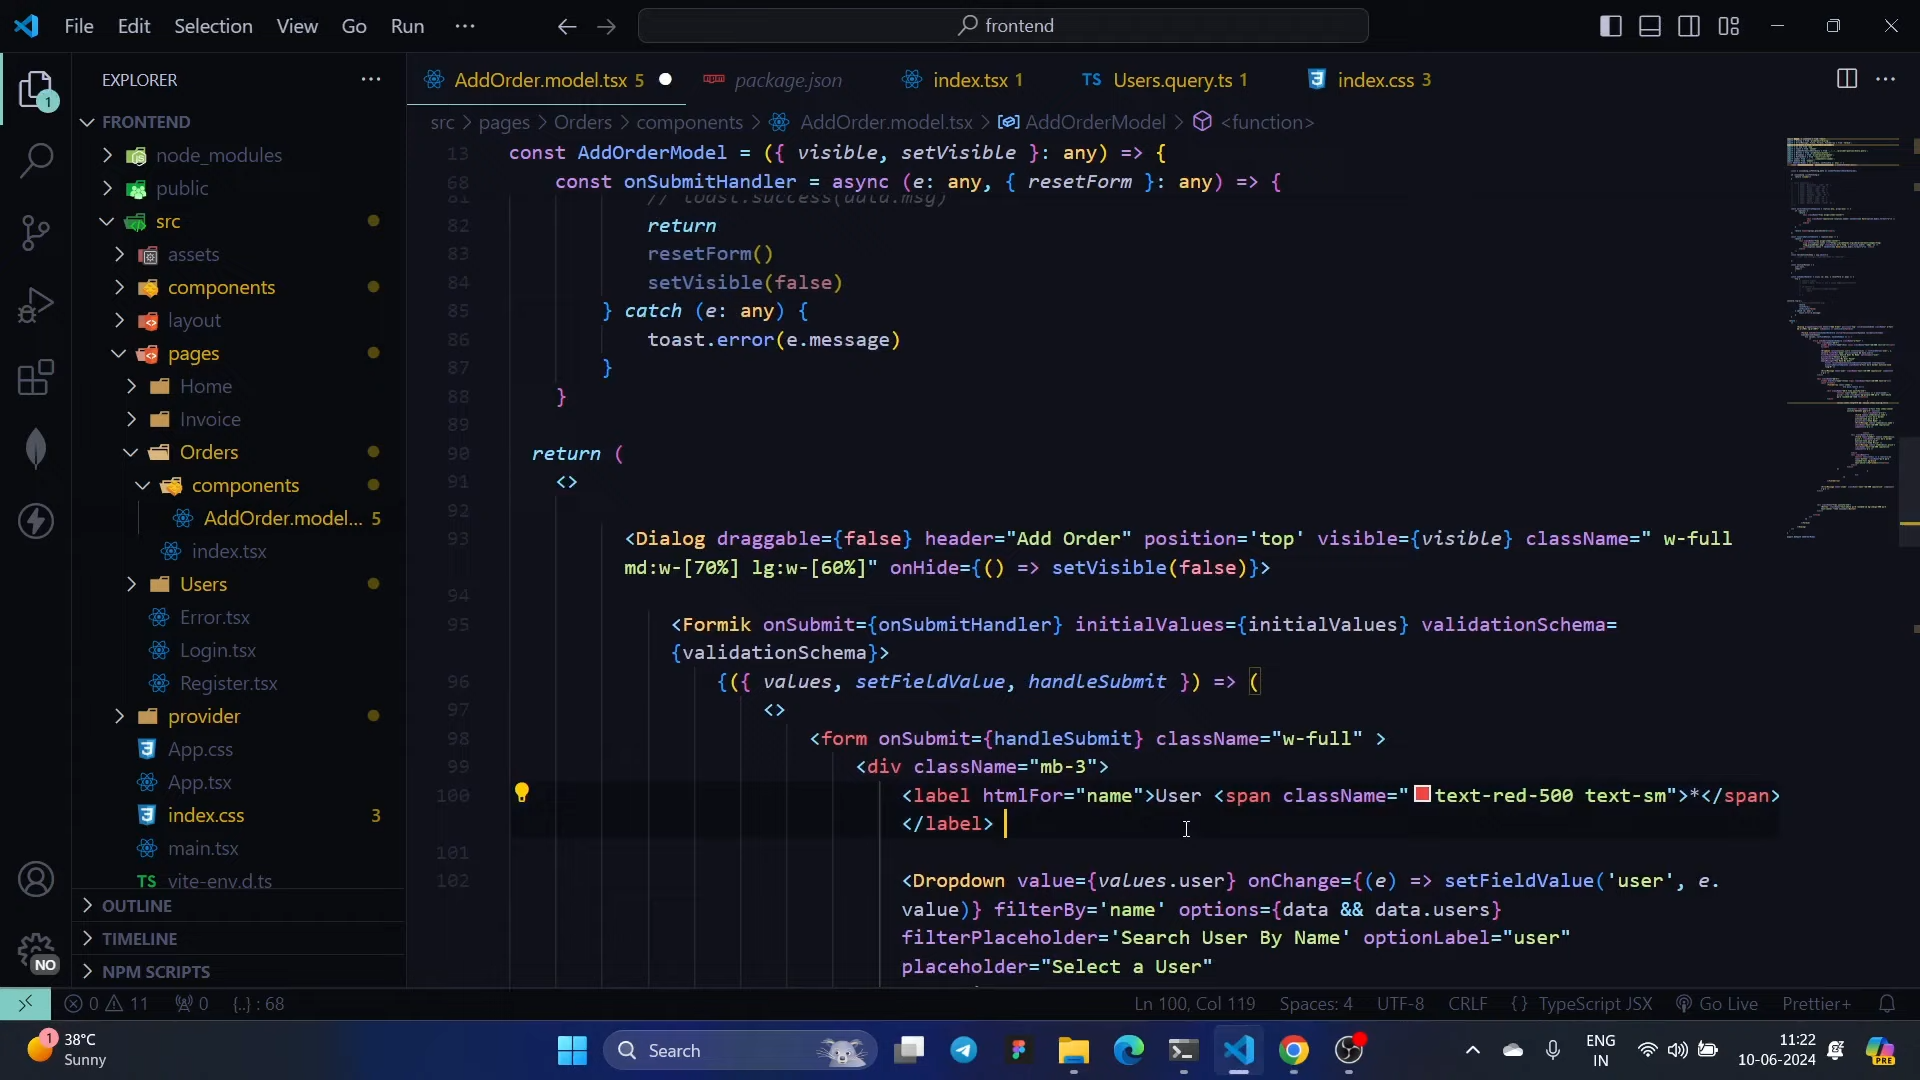 File Edit Selection View Go Run ··· frontend
EXPLORER ···
AddOrder.model.tsx 5 package.json index.tsx 1 TS Users.query.ts 1 index.css 3 ···
src > pages > Orders > components > AddOrder.model.tsx > AddOrderModel > <function>
FRONTEND
node_modules
public
src
assets
components
layout
pages
Home
Invoice
Orders
components
AddOrder.model... 5
index.tsx
Users
Error.tsx
Login.tsx
Register.tsx
provider
App.css
App.tsx
index.css 3
main.tsx
TS vite-env.d.ts
OUTLINE
TIMELINE
NPM SCRIPTS
1
NO
13 const AddOrderModel = ({ visible, setVisible }: any) => {
68 const onSubmitHandler = async (e: any, { resetForm }: any) => {
81 // toast.success(data.msg)
82 return
83 resetForm()
84 setVisible(false)
85 } catch (e: any) {
86 toast.error(e.message)
87 }
88 }
89
90 return (
91 <>
92
93 <Dialog draggable={false} header="Add Order" position='top' visible={visible} className=" w-full
md:w-[70%] lg:w-[60%]" onHide={() => setVisible(false)}>
94
95 <Formik onSubmit={onSubmitHandler} initialValues={initialValues} validationSchema=
{validationSchema}>
96 {({ values, setFieldValue, handleSubmit }) => (
97 <>
98 <form onSubmit={handleSubmit} className="w-full" >
99 <div className="mb-3">
100 <label htmlFor="name">User <span className="text-red-500 text-sm">*</span>
</label>
101
102 <Dropdown value={values.user} onChange={(e) => setFieldValue('user', e.
value)} filterBy='name' options={data && data.users}
filterPlaceholder='Search User By Name' optionLabel="user"
placeholder="Select a User"
0 11 0 {..} : 68 Ln 100, Col 119 Spaces: 4 UTF-8 CRLF { } TypeScript JSX Go Live Prettier+
1 38°C
Sunny
Search
ENG
IN
11:22
10-06-2024
PRE